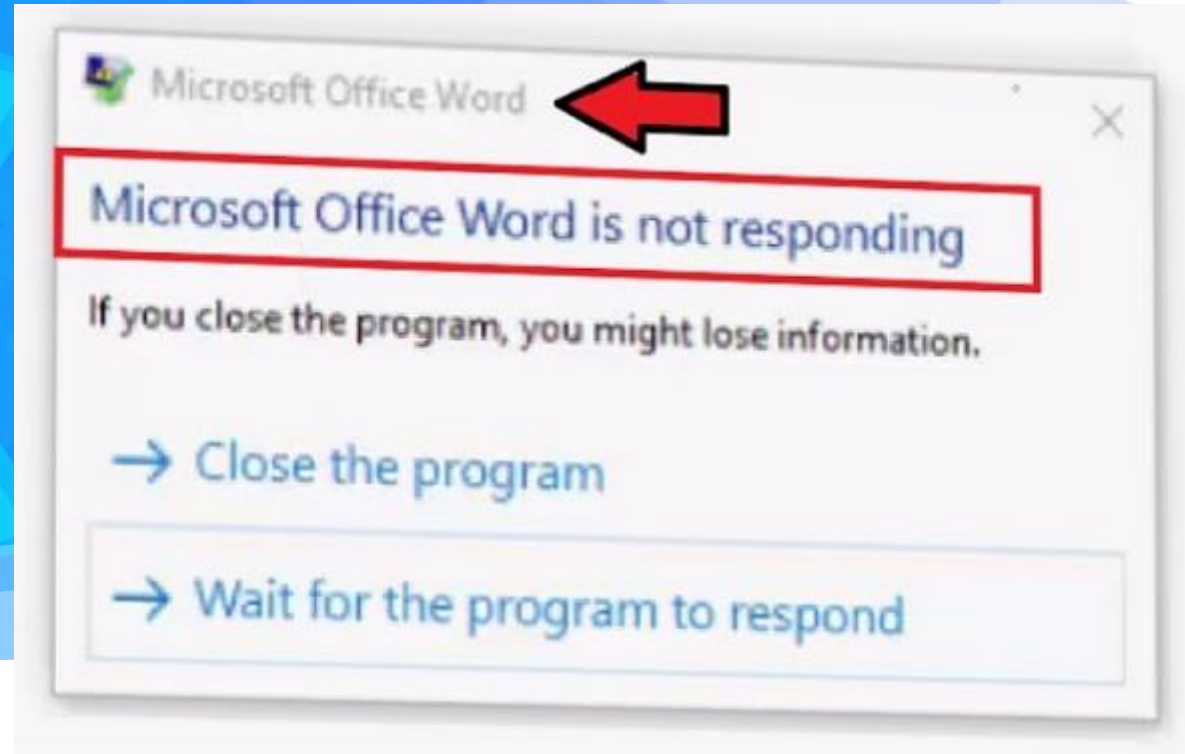 Microsoft Office Word
Microsoft Office Word is not responding
If you close the program, you might lose information.
→ Close the program
→ Wait for the program to respond